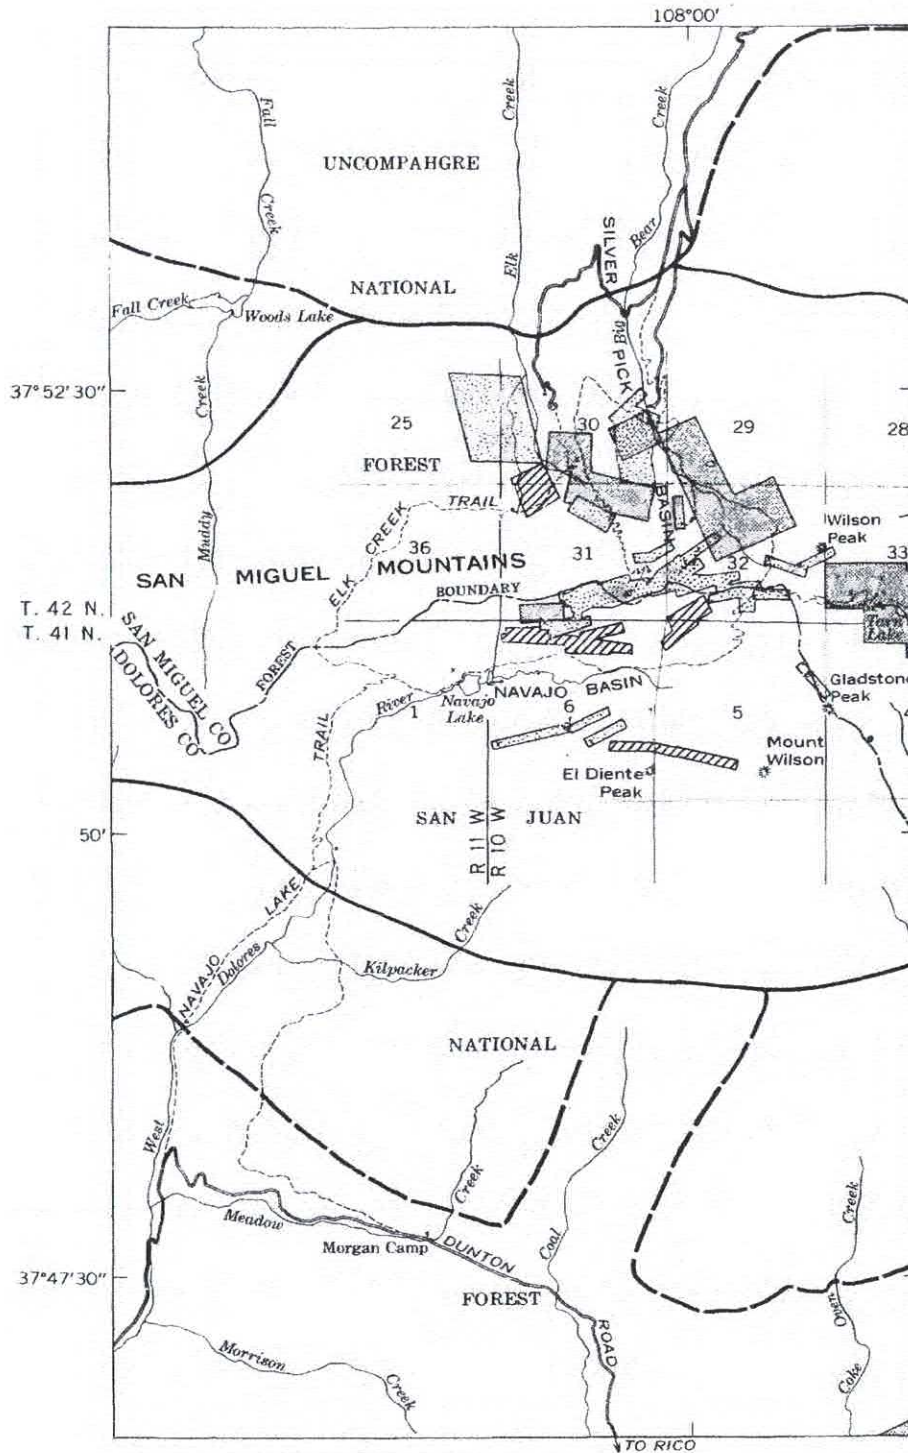 108°00'
Fall
Creek
Creek
Creek
UNCOMPAHGRE
Creek
SILVER
Bear
Elk
NATIONAL
Fall Creek
Woods Lake
Big
PICK
37°52'30"
Creek
25
30
29
28
FOREST
BASIN
TRAIL
ELK CREEK
Wilson
Peak
36
31
32
33
Muddy
SAN MIGUEL MOUNTAINS
BOUNDARY
T. 42 N.
T. 41 N.
Tarn
Lake
SAN MIGUEL CO
DOLORES CO
FOREST
NAVAJO BASIN
Gladstone
Peak
River
Navajo
Lake
1
6
5
4
TRAIL
Mount
Wilson
El Diente
Peak
SAN JUAN
R 11 W
R 10 W
50'
LAKE
Creek
Dolores
Kilpacker
NAVAJO
NATIONAL
West
Creek
Creek
Creek
Meadow
Coal
Morgan Camp
DUNTON
37°47'30"
FOREST
Oven
ROAD
Morrison
Creek
Coke
TO RICO